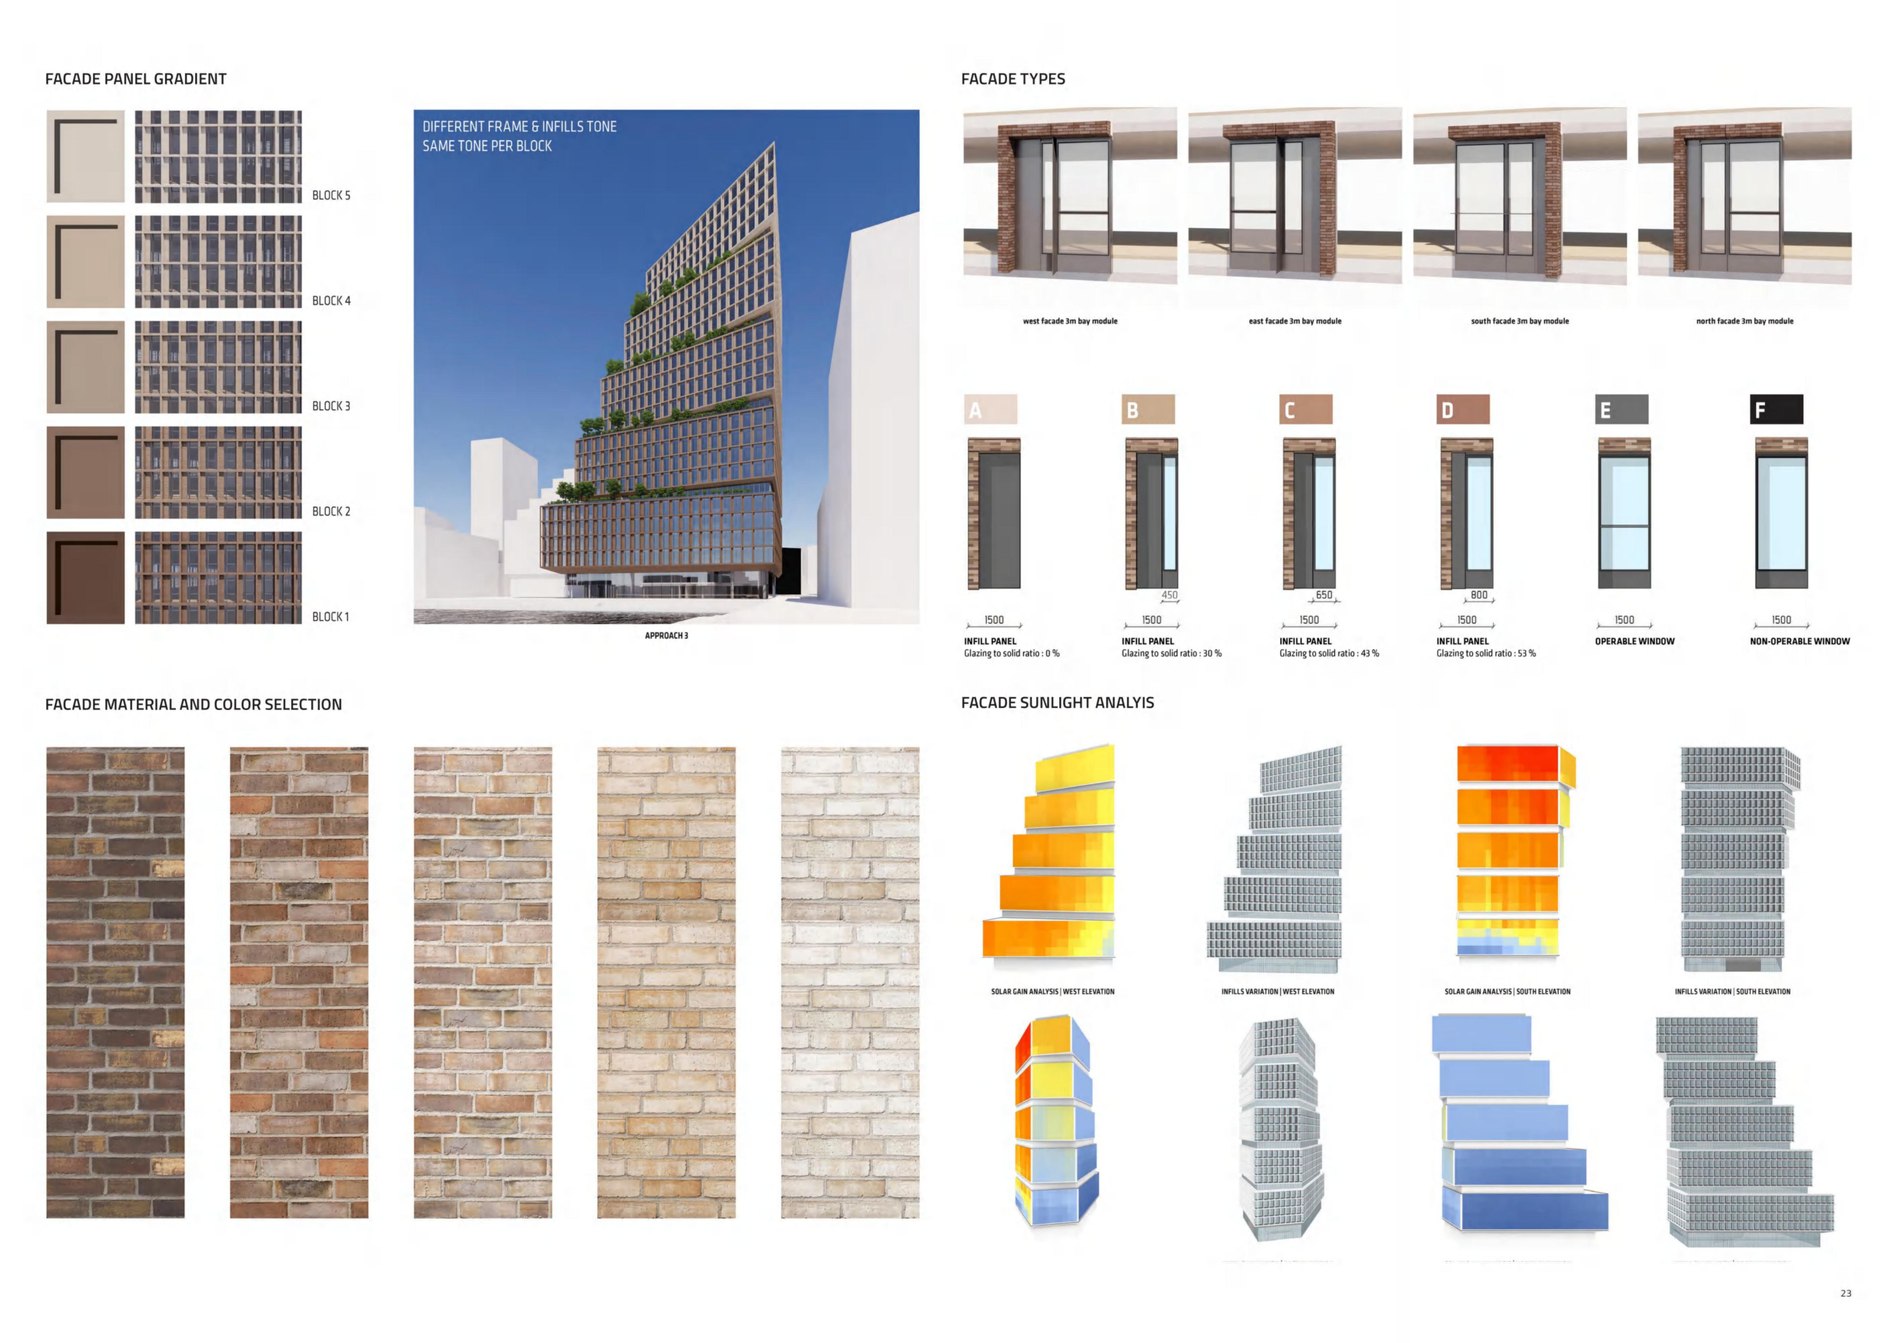 FACADE PANEL GRADIENT
BLOCK 5
BLOCK 4
BLOCK 3
BLOCK 2
BLOCK 1
DIFFERENT FRAME & INFILLS TONE
SAME TONE PER BLOCK
APPROACH 3
FACADE TYPES
west facade 3m bay module
east facade 3m bay module
south facade 3m bay module
north facade 3m bay module
A
B
C
D
E
F
450
650
800
1500
1500
1500
1500
1500
1500
INFILL PANEL
Glazing to solid ratio : 0 %
INFILL PANEL
Glazing to solid ratio : 30 %
INFILL PANEL
Glazing to solid ratio : 43 %
INFILL PANEL
Glazing to solid ratio : 53 %
OPERABLE WINDOW
NON-OPERABLE WINDOW
FACADE MATERIAL AND COLOR SELECTION
FACADE SUNLIGHT ANALYIS
SOLAR GAIN ANALYSIS | WEST ELEVATION
INFILLS VARIATION | WEST ELEVATION
SOLAR GAIN ANALYSIS | SOUTH ELEVATION
INFILLS VARIATION | SOUTH ELEVATION
23